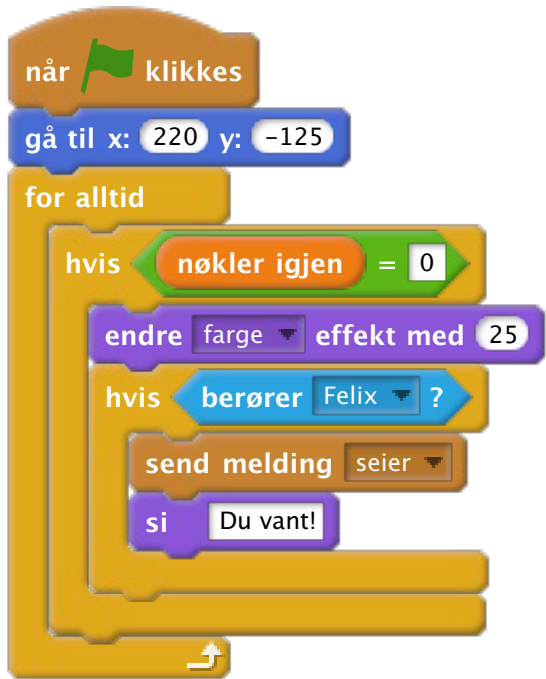 når klikkes
gå til x: 220 y: -125
for alltid
hvis nøkler igjen = 0
endre farge effekt med 25
hvis berører Felix ?
send melding seier
si Du vant!